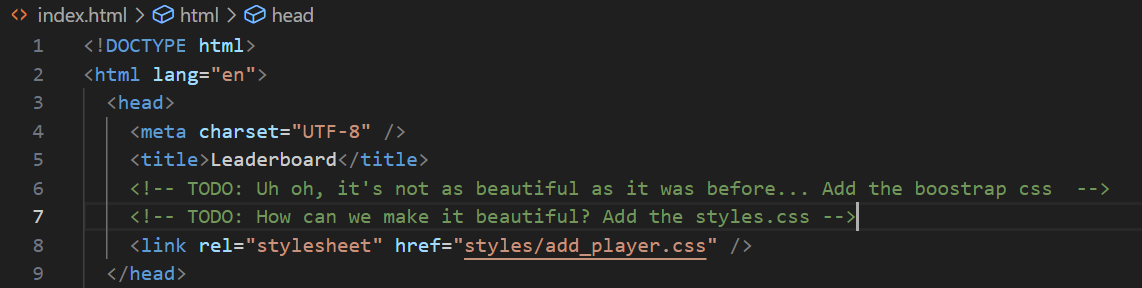 index.html > html > head
1 <!DOCTYPE html>
2 <html lang="en">
3 <head>
4 <meta charset="UTF-8" />
5 <title>Leaderboard</title>
6 <!-- TODO: Uh oh, it's not as beautiful as it was before... Add the boostrap css  -->
7 <!-- TODO: How can we make it beautiful? Add the styles.css -->
8 <link rel="stylesheet" href="styles/add_player.css" />
9 </head>